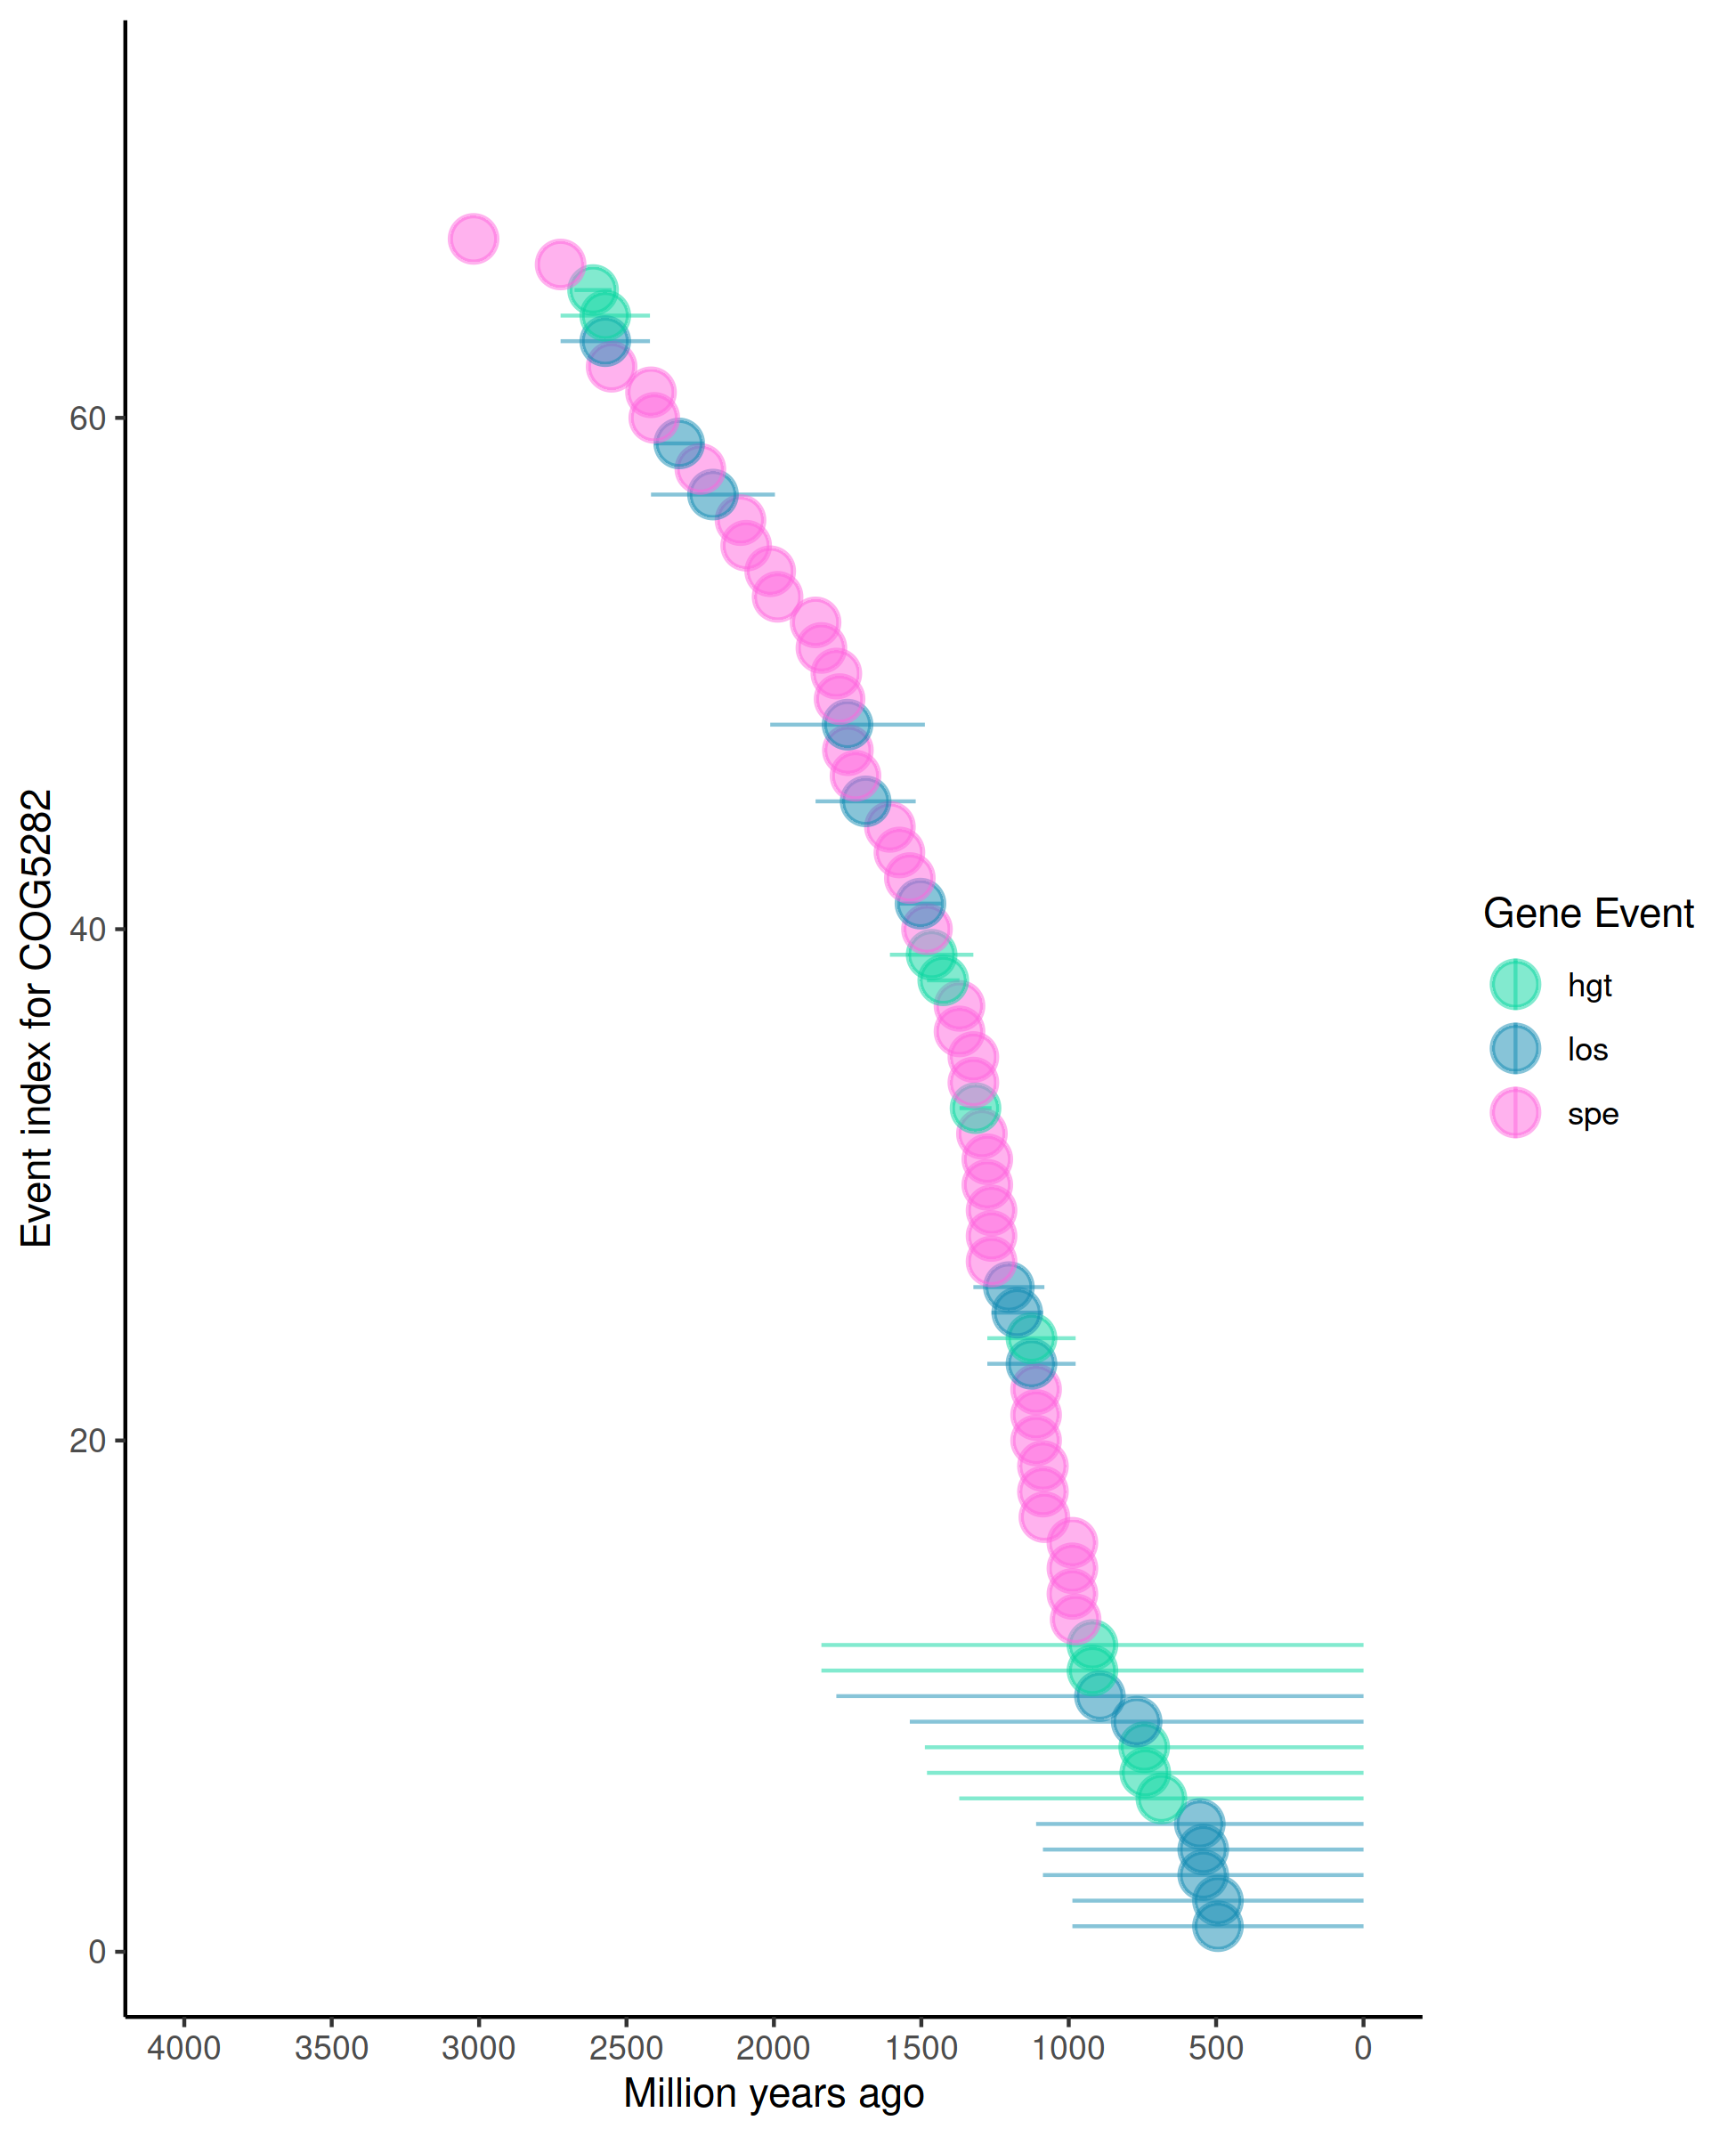 Event index for COG5282
60
40
20
0
4000 3500 3000 2500 2000 1500 1000 500 0
Million years ago
Gene Event
hgt
los
spe